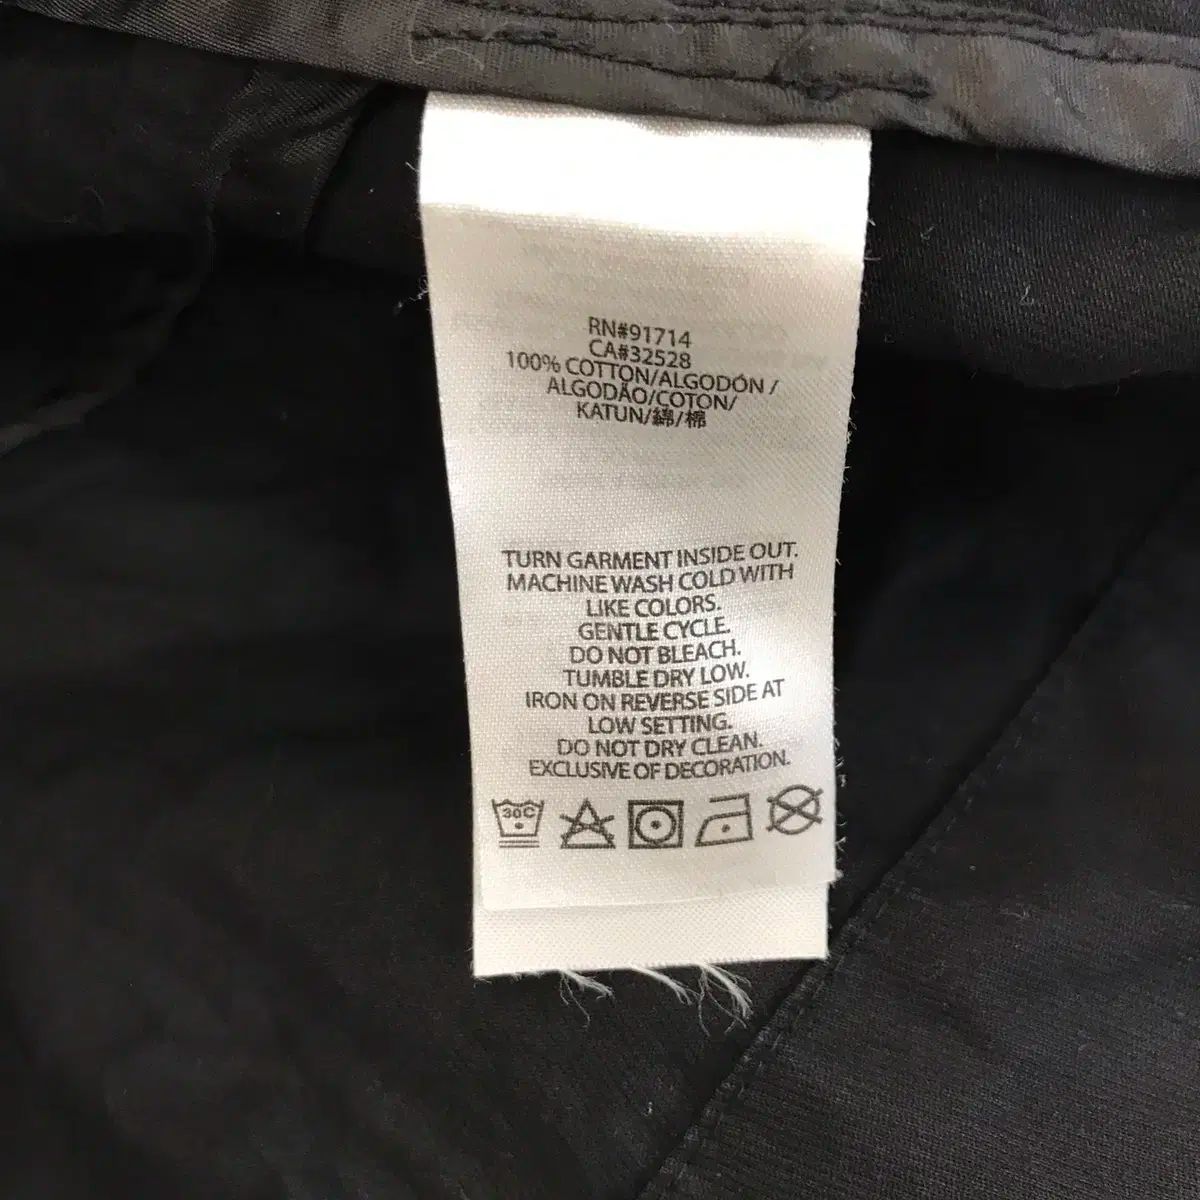 RN#91714
CA#32528
100% COTTON/ALGODÓN /
ALGODÃO/COTON/
KATUN/綿/棉
TURN GARMENT INSIDE OUT.
MACHINE WASH COLD WITH
LIKE COLORS.
GENTLE CYCLE.
DO NOT BLEACH.
TUMBLE DRY LOW.
IRON ON REVERSE SIDE AT
LOW SETTING.
DO NOT DRY CLEAN.
EXCLUSIVE OF DECORATION.
30C